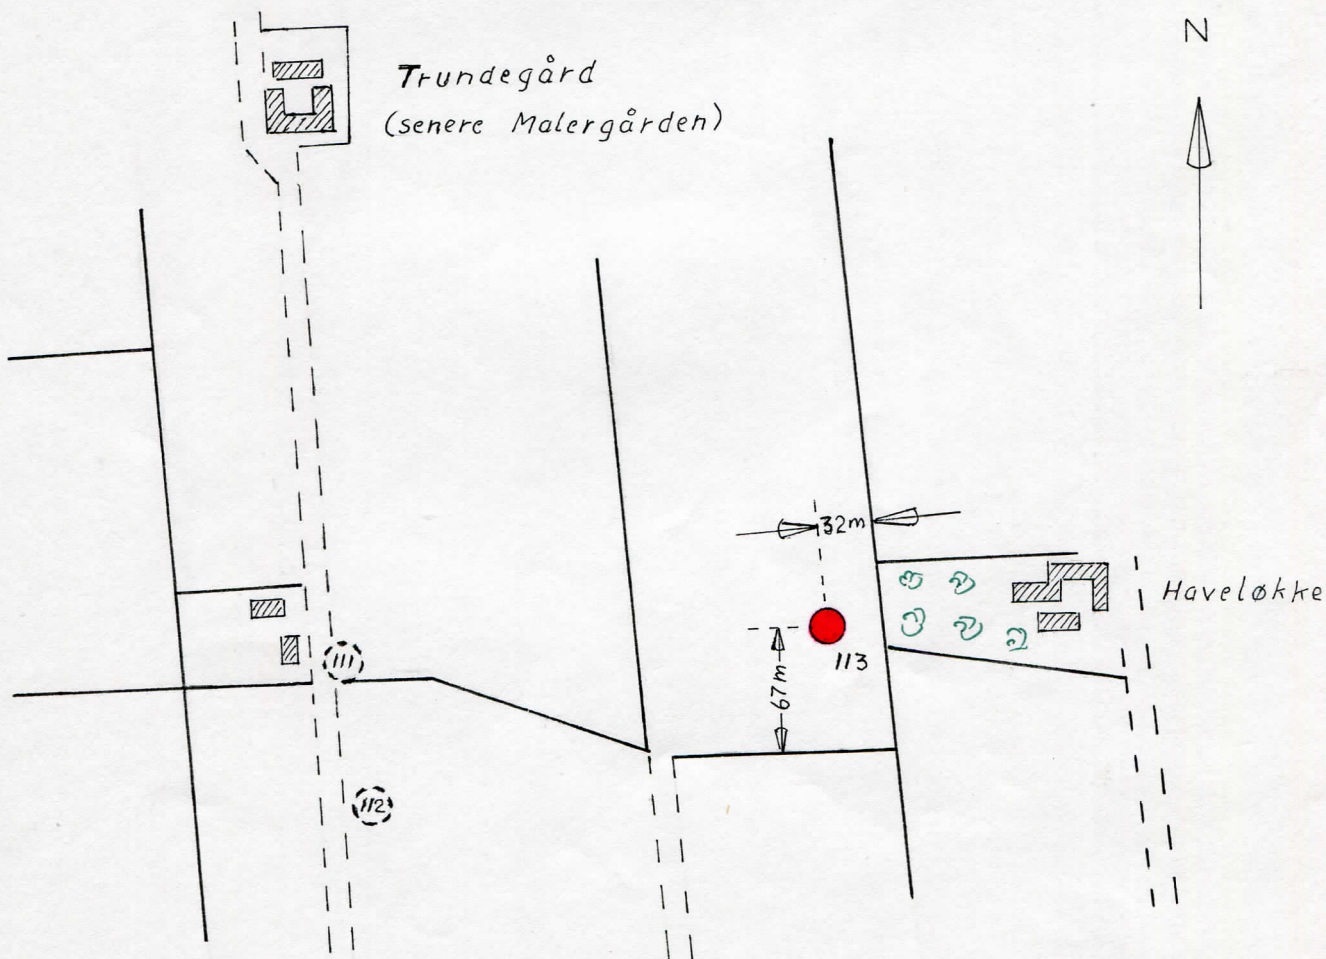 N
Trundegård
(senere Malergården)
32m
Haveløkke
111
113
67m
112